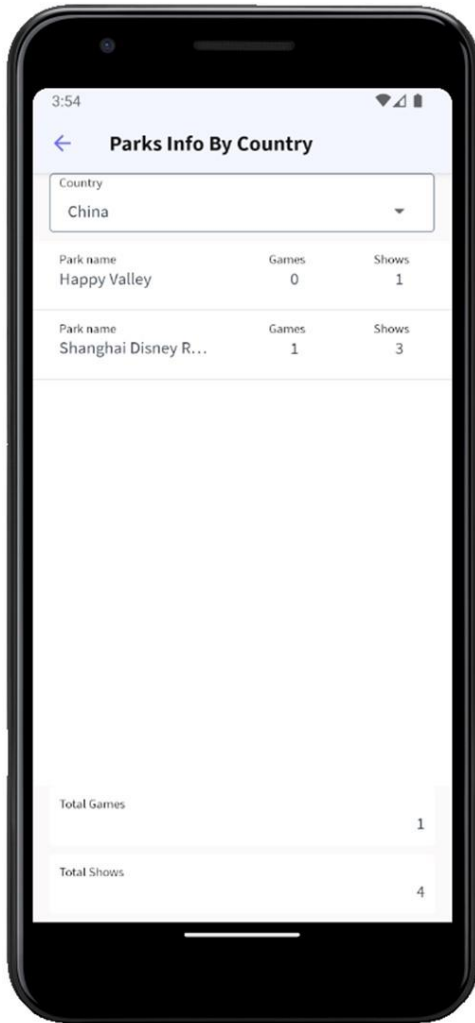 3:54
Parks Info By Country
Country
China
Park name Games Shows
Happy Valley 0 1
Park name Games Shows
Shanghai Disney R...  1 3
Total Games
1
Total Shows
4